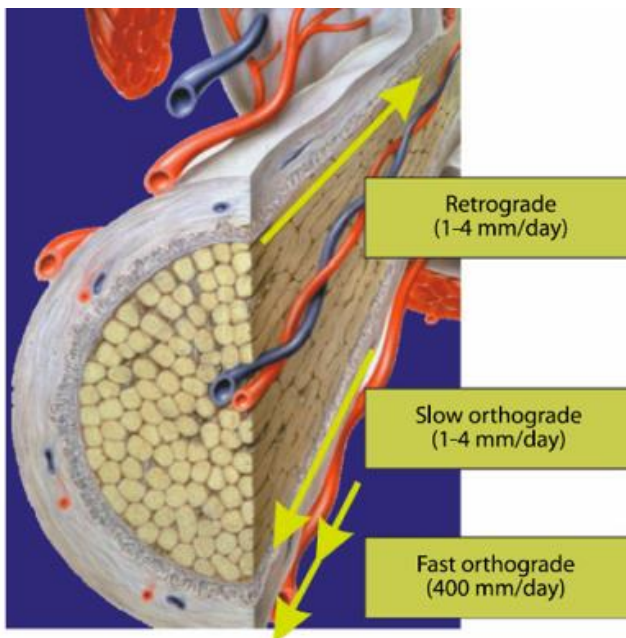 Retrograde
(1-4 mm/day)
Slow orthograde
(1-4 mm/day)
Fast orthograde
(400 mm/day)